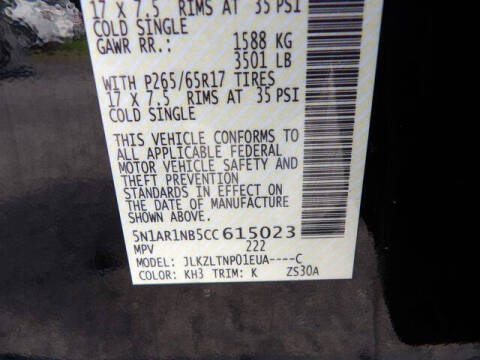 17 X 7.5 RIMS AT 35 PSI
COLD SINGLE
GAWR RR.: 1588 KG
3501 LB
WITH P265/65R17 TIRES
17 X 7.5 RIMS AT 35 PSI
COLD SINGLE
THIS VEHICLE CONFORMS TO
ALL APPLICABLE FEDERAL
MOTOR VEHICLE SAFETY AND
THEFT PREVENTION
STANDARDS IN EFFECT ON
THE DATE OF MANUFACTURE
SHOWN ABOVE.
5N1AR1NB5CC615023
MPV 222
MODEL: JLKZLTNP01EUA----C
COLOR: KH3 TRIM: K ZS30A